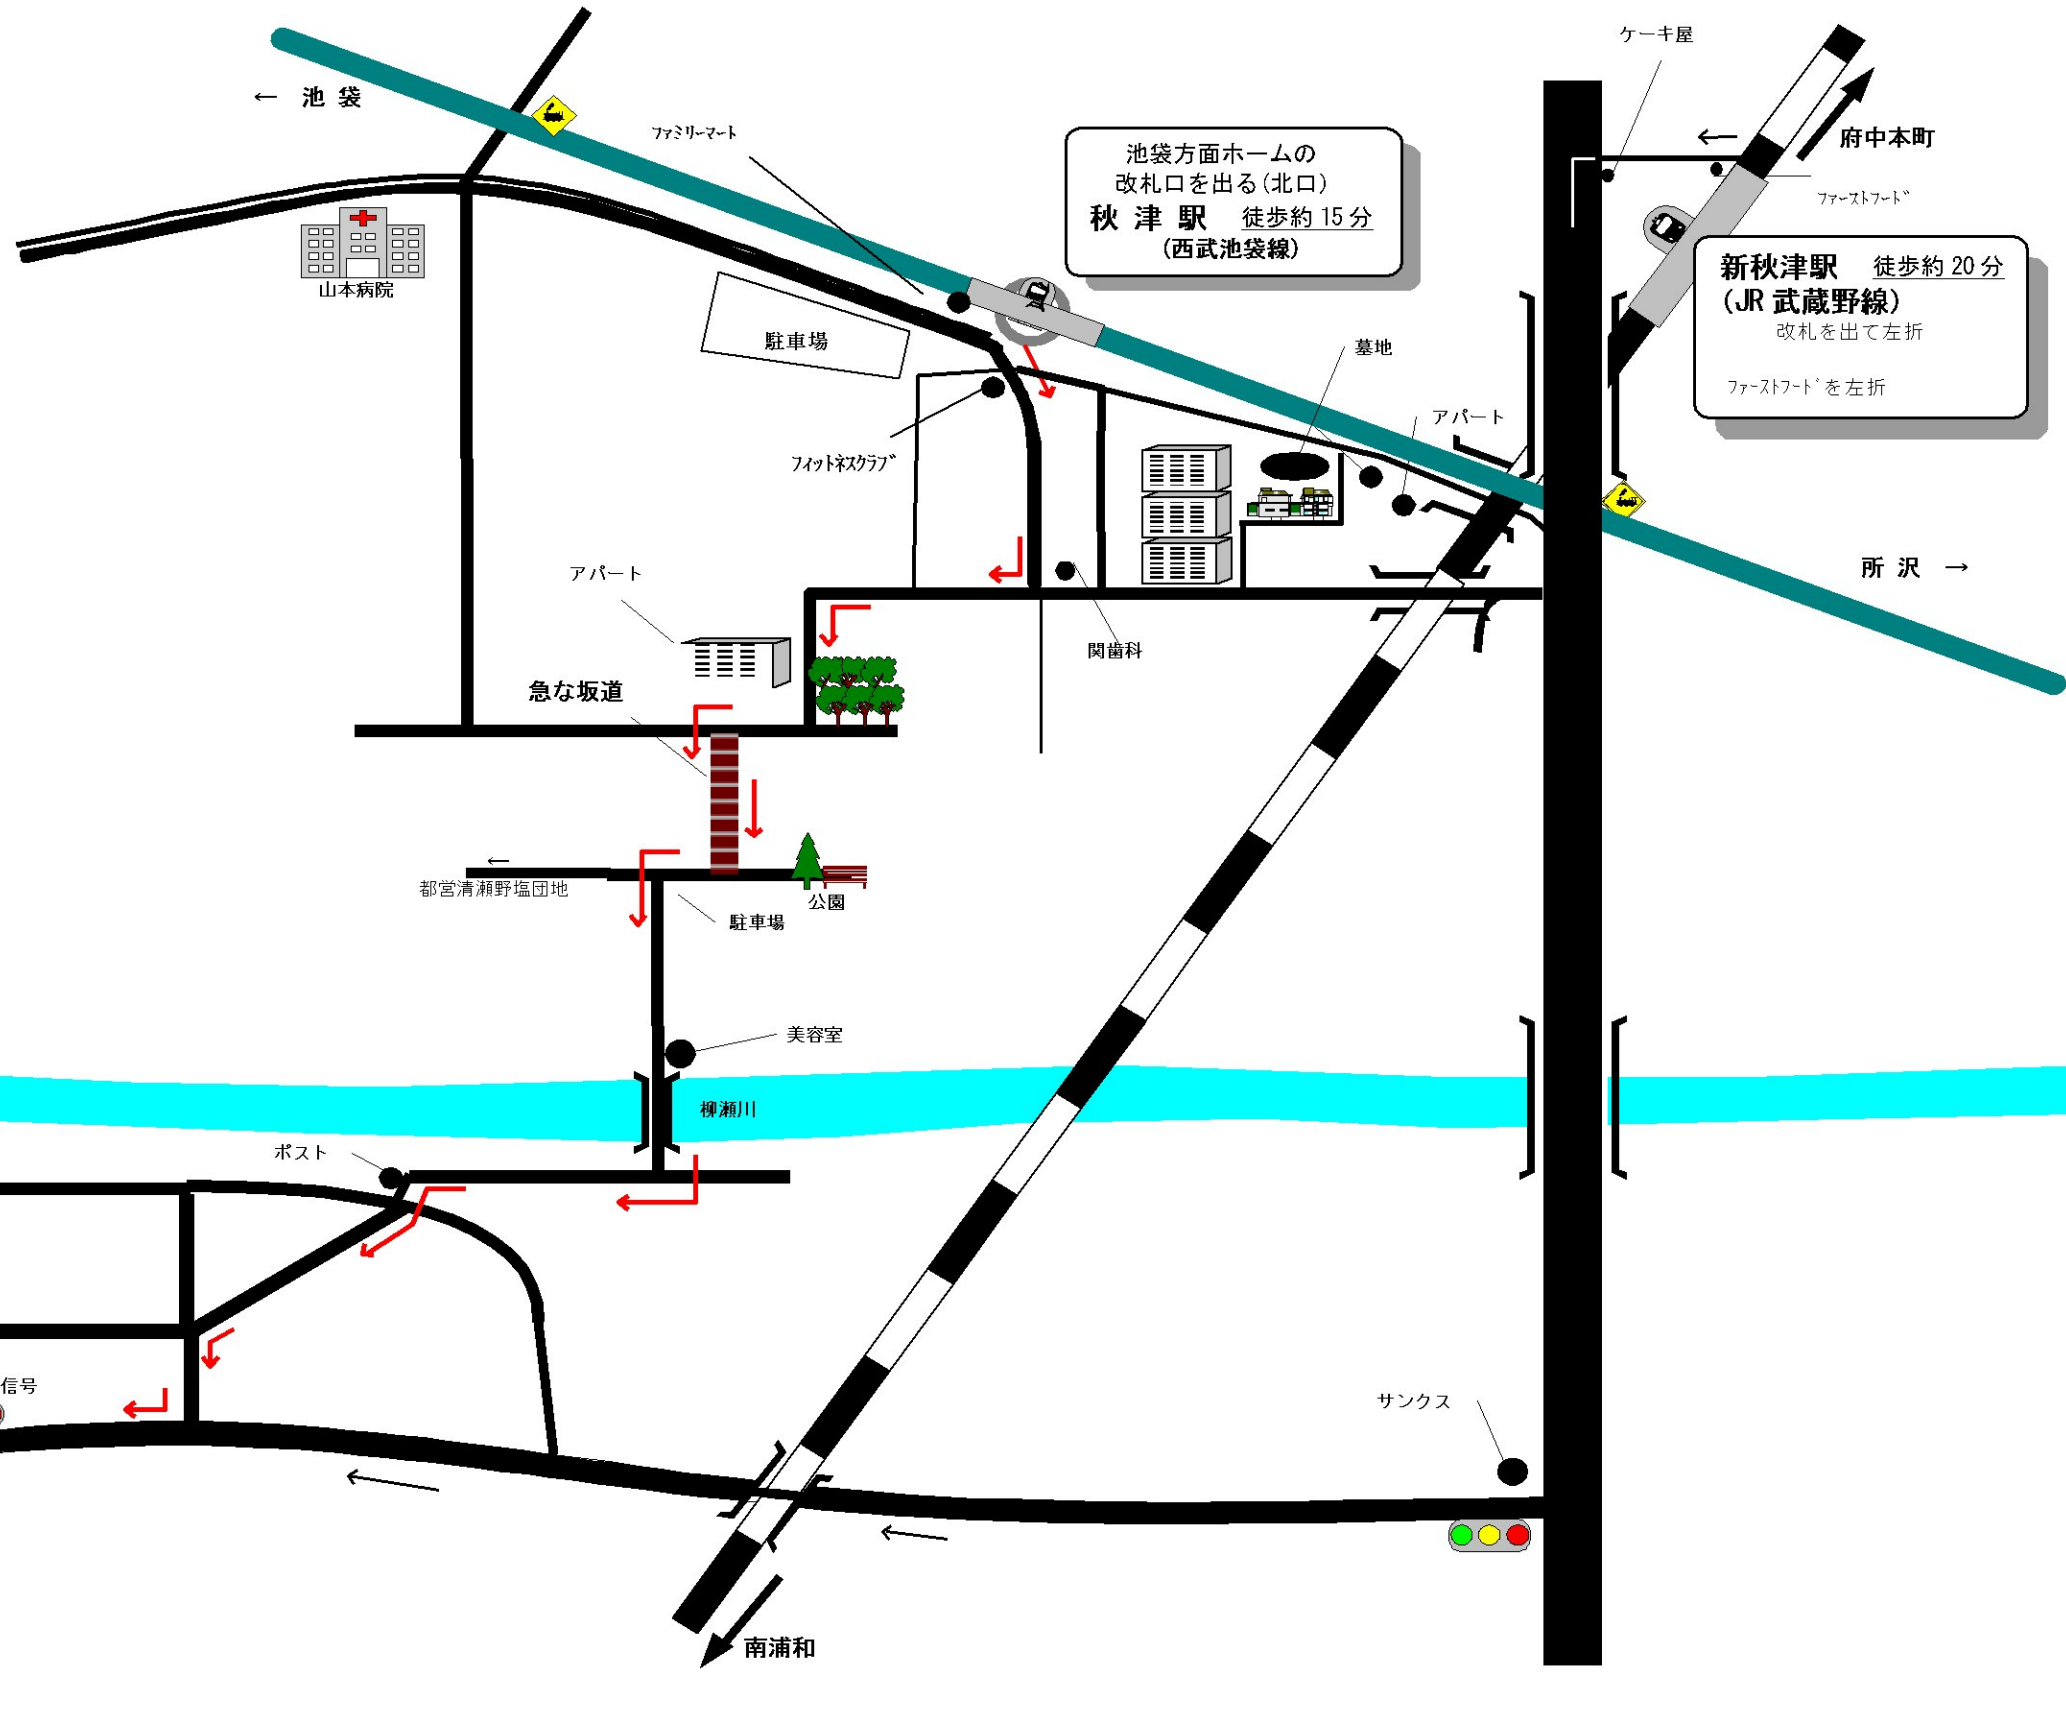 ケーキ屋
← 池 袋
ファミリーマート
府中本町
池袋方面ホームの
改札口を出る(北口)
秋 津 駅 徒歩約 15 分
(西武池袋線)
ファーストフード
新秋津駅 徒歩約 20 分
(JR 武蔵野線)
改札を出て左折
ファーストフードを左折
山本病院
駐車場
墓地
アパート
フィットネスクラブ
所 沢 →
アパート
関歯科
急な坂道
←
都営清瀬野塩団地
公園
駐車場
美容室
柳瀬川
ポスト
信号
サンクス
南浦和